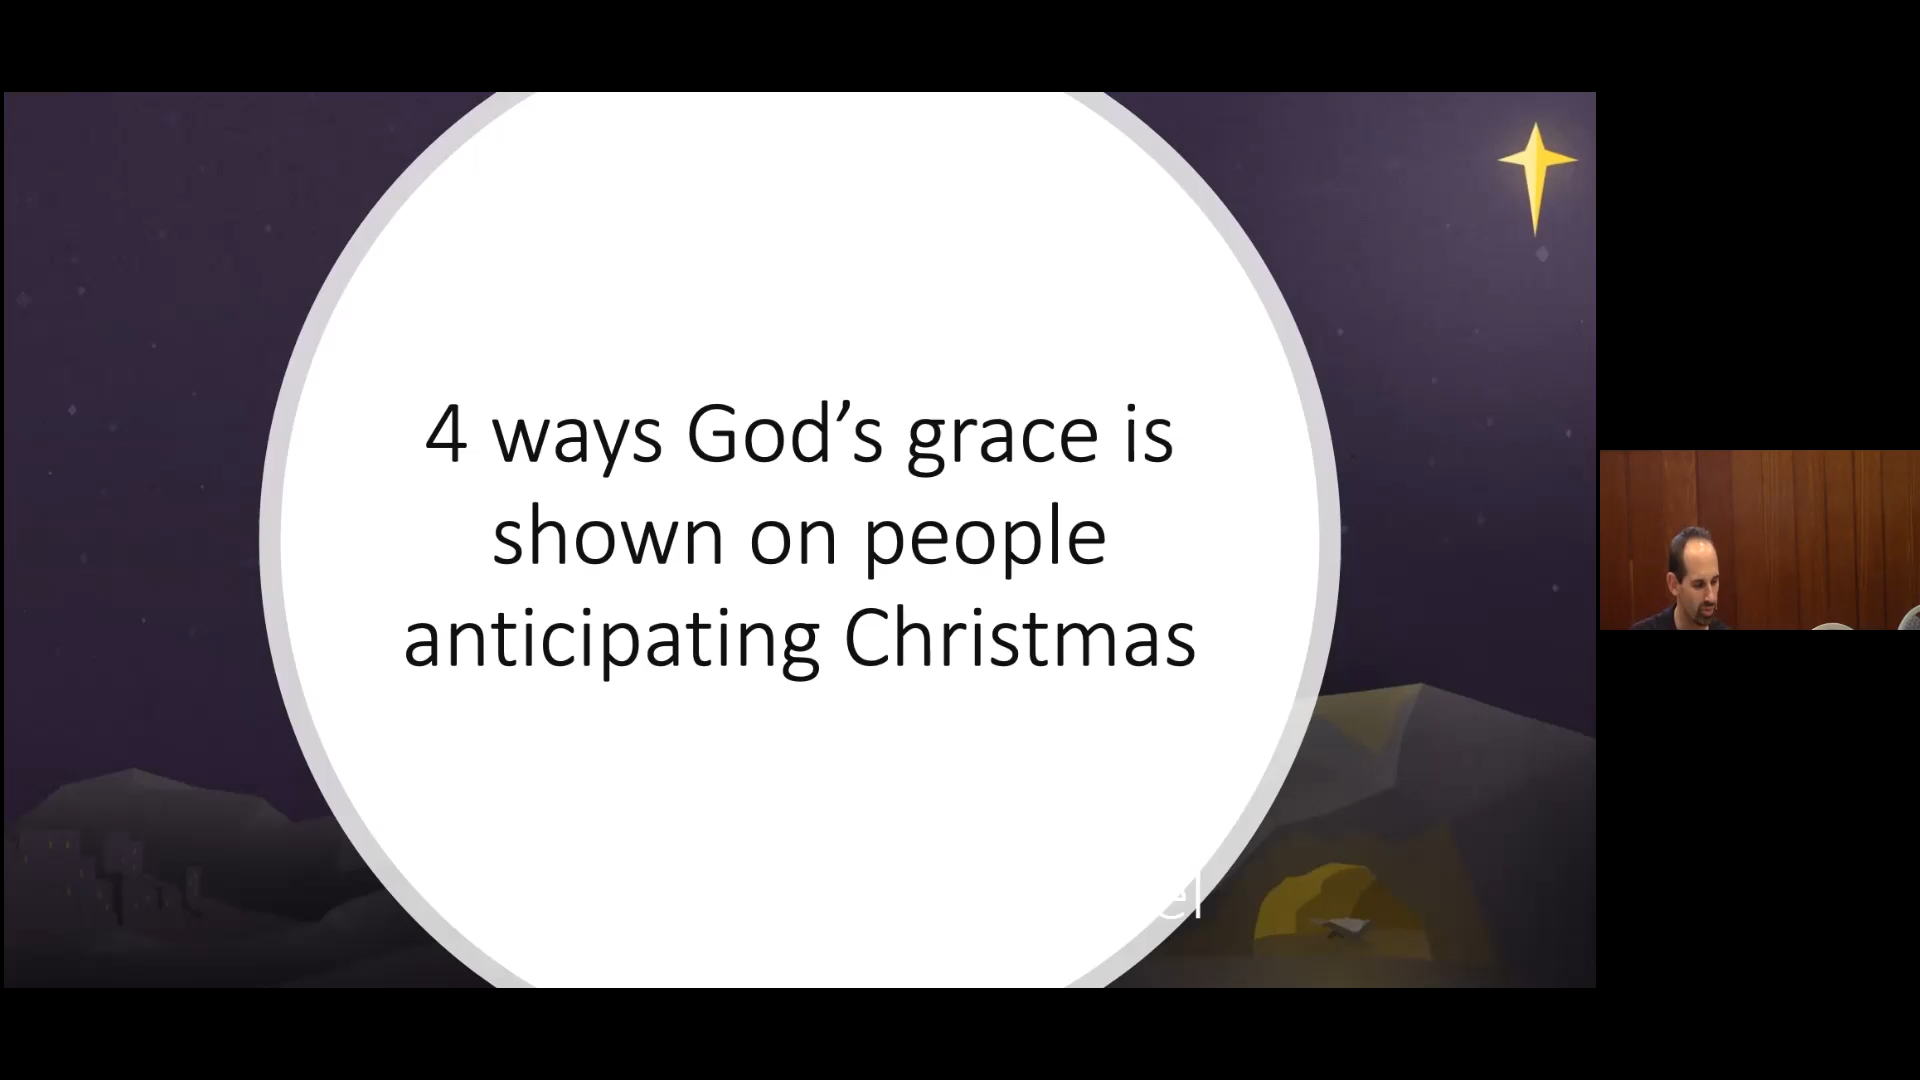 4 ways God’s grace is
shown on people
anticipating Christmas